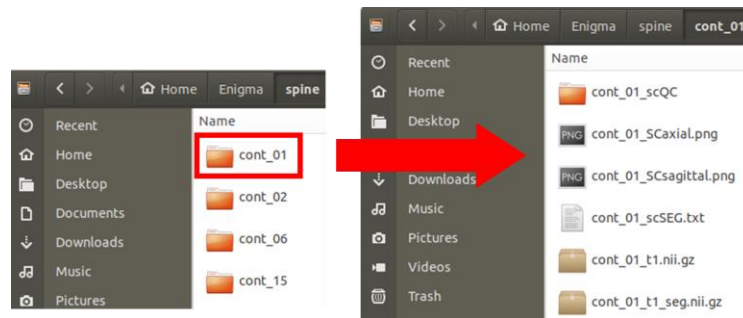 Home Enigma spine
Recent
Home
Desktop
Documents
Downloads
Music
Pictures
Name
cont_01
cont_02
cont_06
cont_15
Home Enigma spine cont_01
Recent
Home
Desktop
Downloads
Music
Pictures
Videos
Trash
Name
cont_01_scQC
PNG cont_01_SCaxial.png
PNG cont_01_SCsagittal.png
cont_01_scSEG.txt
cont_01_t1.nii.gz
cont_01_t1_seg.nii.gz